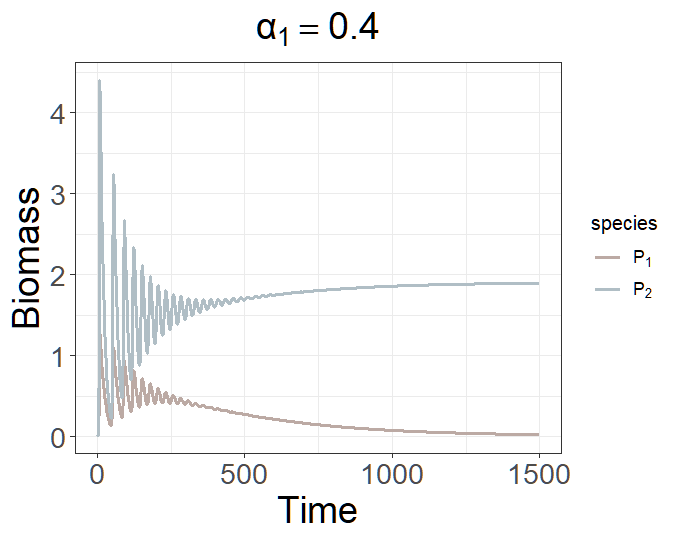 α₁ = 0.4
Biomass
4
3
2
1
0
0 500 1000 1500
Time
species
P₁
P₂